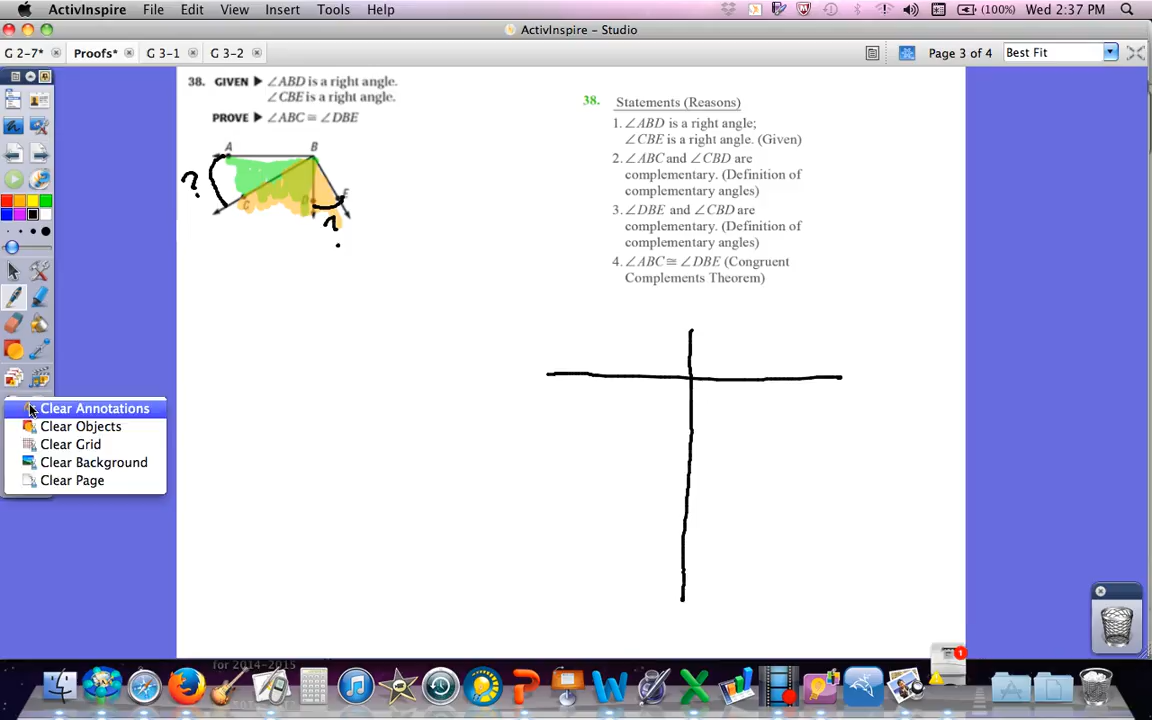 ActivInspire File Edit View Insert Tools Help (100%) Wed 2:37 PM
ActivInspire - Studio
G 2-7* Proofs* G 3-1 G 3-2 Page 3 of 4 Best Fit
38. GIVEN ▶ ∠ABD is a right angle.
∠CBE is a right angle.
PROVE ▶ ∠ABC ≅ ∠DBE
A B
? C D E
?
38. Statements (Reasons)
1. ∠ABD is a right angle;
∠CBE is a right angle. (Given)
2. ∠ABC and ∠CBD are
complementary. (Definition of
complementary angles)
3. ∠DBE and ∠CBD are
complementary. (Definition of
complementary angles)
4. ∠ABC ≅ ∠DBE (Congruent
Complements Theorem)
Clear Annotations
Clear Objects
Clear Grid
Clear Background
Clear Page
for 2014-2015
1